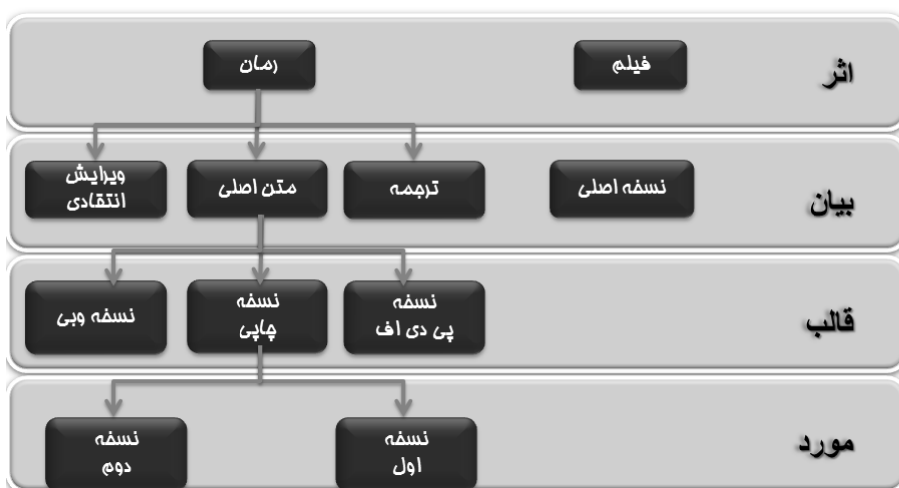 اثر
فیلم
رمان
بیان
نسخه اصلی
ترجمه
متن اصلی
ویرایش
انتقادی
قالب
نسخه
پی دی اف
نسخه
چاپی
نسخه وبی
مورد
نسخه
اول
نسخه
دوم